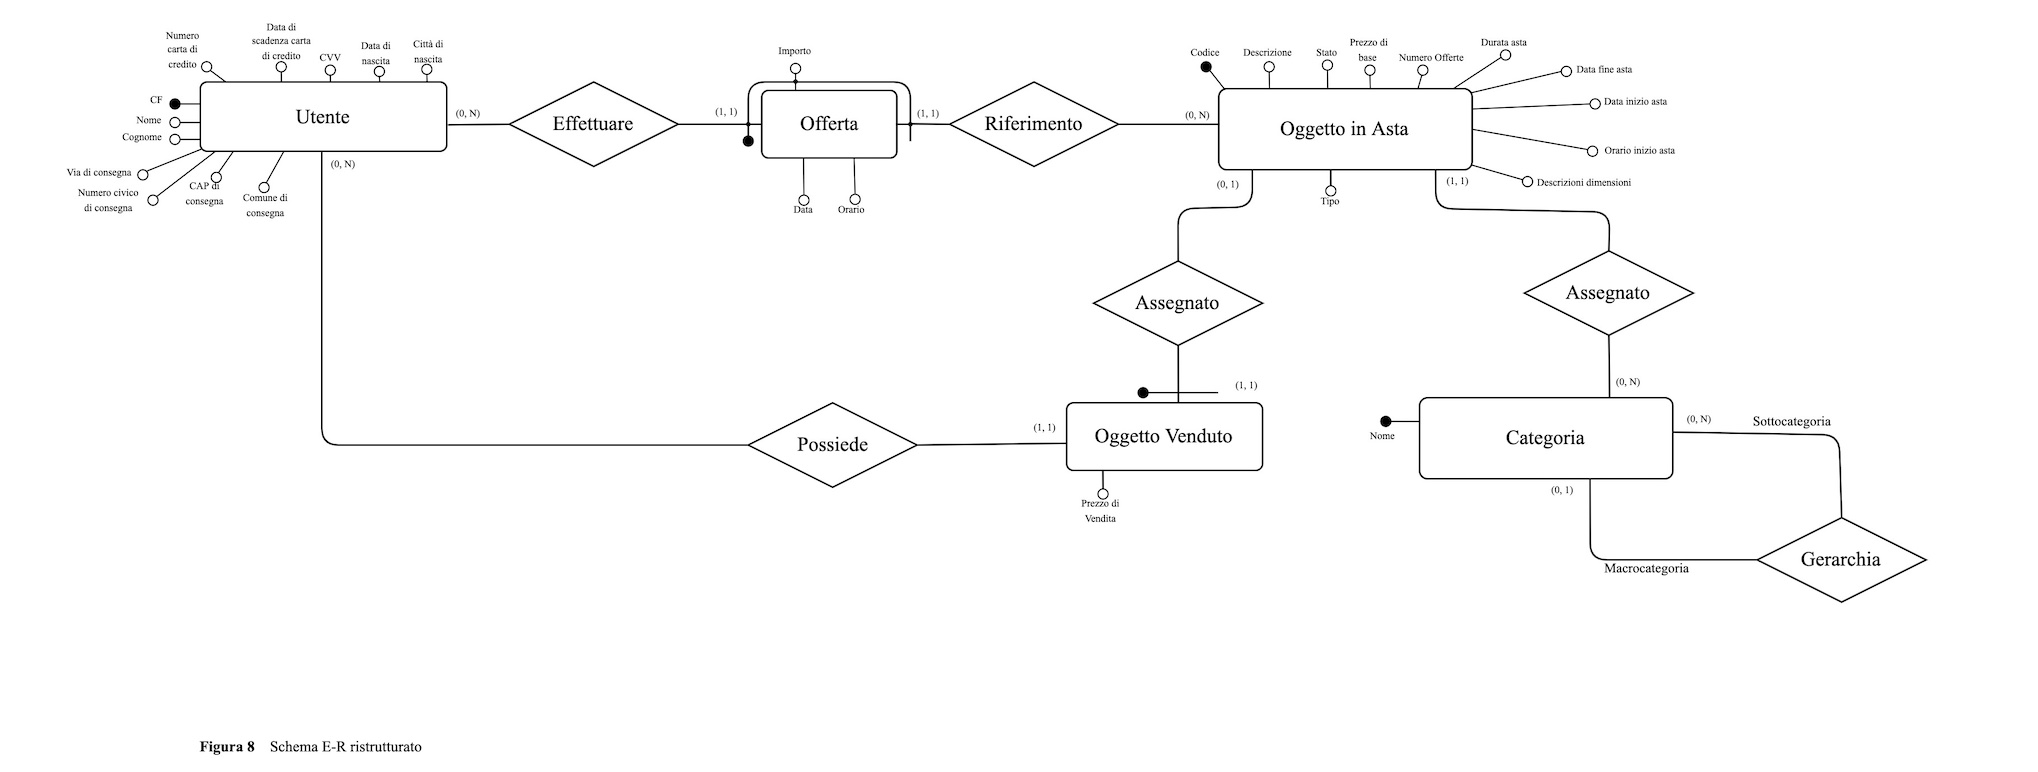 Numero
carta di
credito
Data di
scadenza carta
di credito
CVV
Data di
nascita
Città di
nascita
CF
Nome
Cognome
Via di consegna
Numero civico
di consegna
CAP di
consegna
Comune di
consegna
Utente
(0, N)
(0, N)
Effettuare
(1, 1)
Importo
Offerta
Data
Orario
(1, 1)
Riferimento
(0, N)
Codice
Descrizione
Stato
Prezzo di
base
Numero Offerte
Durata asta
Data fine asta
Data inizio asta
Orario inizio asta
Descrizioni dimensioni
Oggetto in Asta
Tipo
(0, 1)
(1, 1)
Assegnato
Assegnato
(1, 1)
(0, N)
Possiede
(1, 1)
Oggetto Venduto
Prezzo di
Vendita
Nome
Categoria
(0, N)
Sottocategoria
(0, 1)
Macrocategoria
Gerarchia
Figura 8 Schema E-R ristrutturato